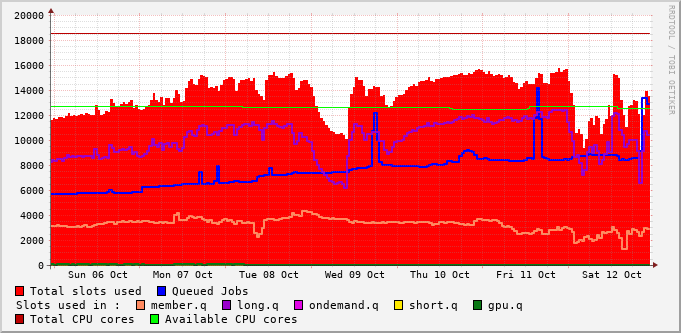 20000
18000
16000
14000
12000
10000
8000
6000
4000
2000
0
Sun 06 Oct Mon 07 Oct Tue 08 Oct Wed 09 Oct Thu 10 Oct Fri 11 Oct Sat 12 Oct
Total slots used Queued Jobs
Slots used in : member.q long.q ondemand.q short.q gpu.q
Total CPU cores Available CPU cores
RRDTOOL / TOBI OETIKER